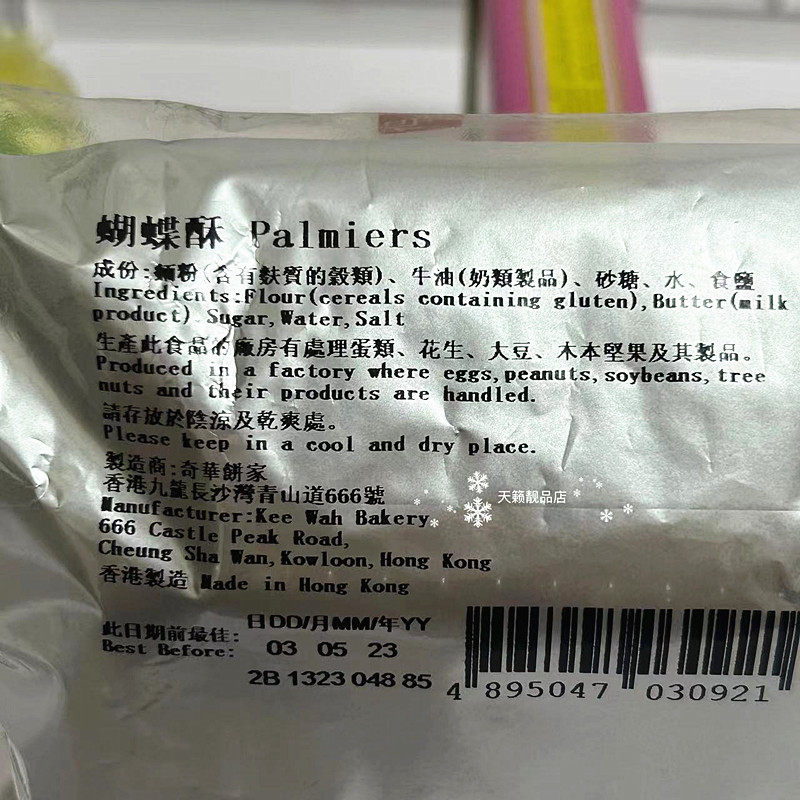 蝴蝶酥 Palmiers
成份:麵粉(含有麩質的穀類)、牛油(奶類製品)、砂糖、水、食鹽
Ingredients:Flour(cereals containing gluten),Butter(milk
product) Sugar,Water,Salt
生產此食品的廠房有處理蛋類、花生、大豆、木本堅果及其製品。
Produced in a factory where eggs,peanuts,soybeans,tree
nuts and their products are handled.
請存放於陰涼及乾爽處。
Please keep in a cool and dry place.
製造商:奇華餅家
香港九龍長沙灣青山道666號
天籁靓品店
Manufacturer:Kee Wah Bakery
666 Castle Peak Road,
Cheung Sha Wan,Kowloon,Hong Kong
香港製造 Made in Hong Kong
日DD/月MM/年YY
此日期前最佳:
Best Before: 03 05 23
2B 1323 048 85
4 895047 030921